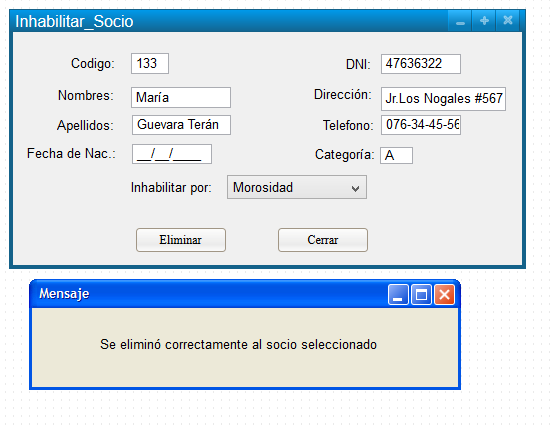 Inhabilitar_Socio
Codigo: 133 DNI: 47636322
Nombres: María Dirección: Jr.Los Nogales #567
Apellidos: Guevara Terán Telefono: 076-34-45-56
Fecha de Nac.: __/__/____ Categoría: A
Inhabilitar por: Morosidad
Eliminar Cerrar
Mensaje
Se eliminó correctamente al socio seleccionado